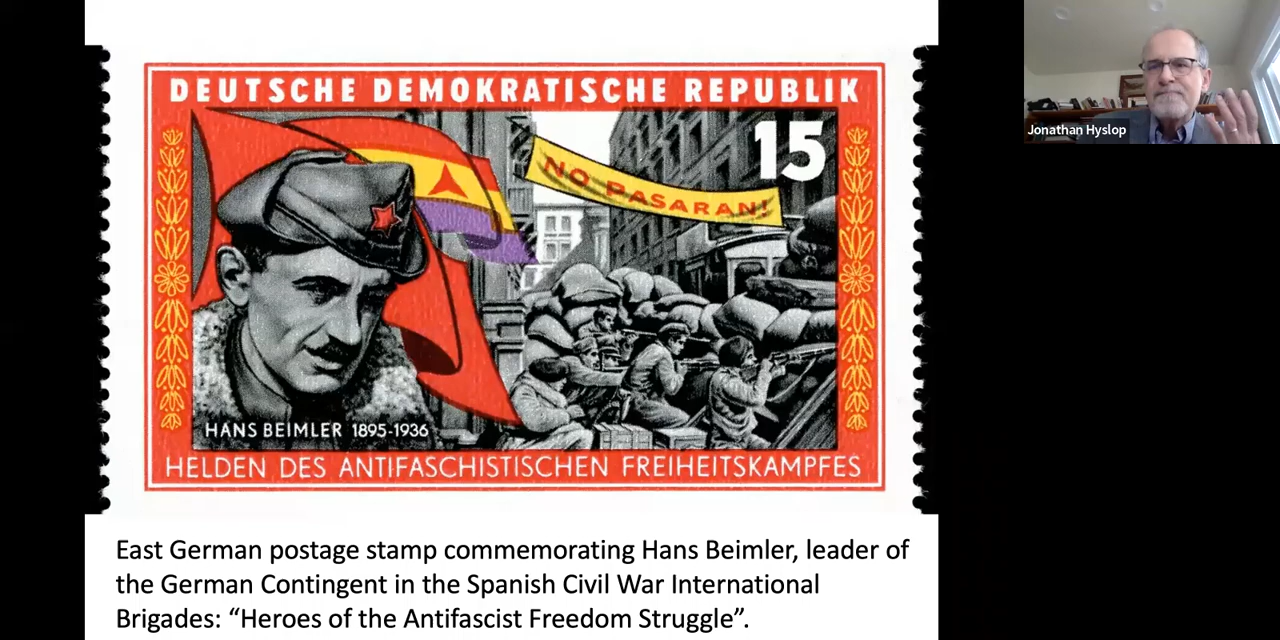 DEUTSCHE DEMOKRATISCHE REPUBLIK
15
NO PASARAN!
HANS BEIMLER 1895-1936
HELDEN DES ANTIFASCHISTISCHEN FREIHEITSKAMPFES
East German postage stamp commemorating Hans Beimler, leader of
the German Contingent in the Spanish Civil War International
Brigades: “Heroes of the Antifascist Freedom Struggle”.
Jonathan Hyslop